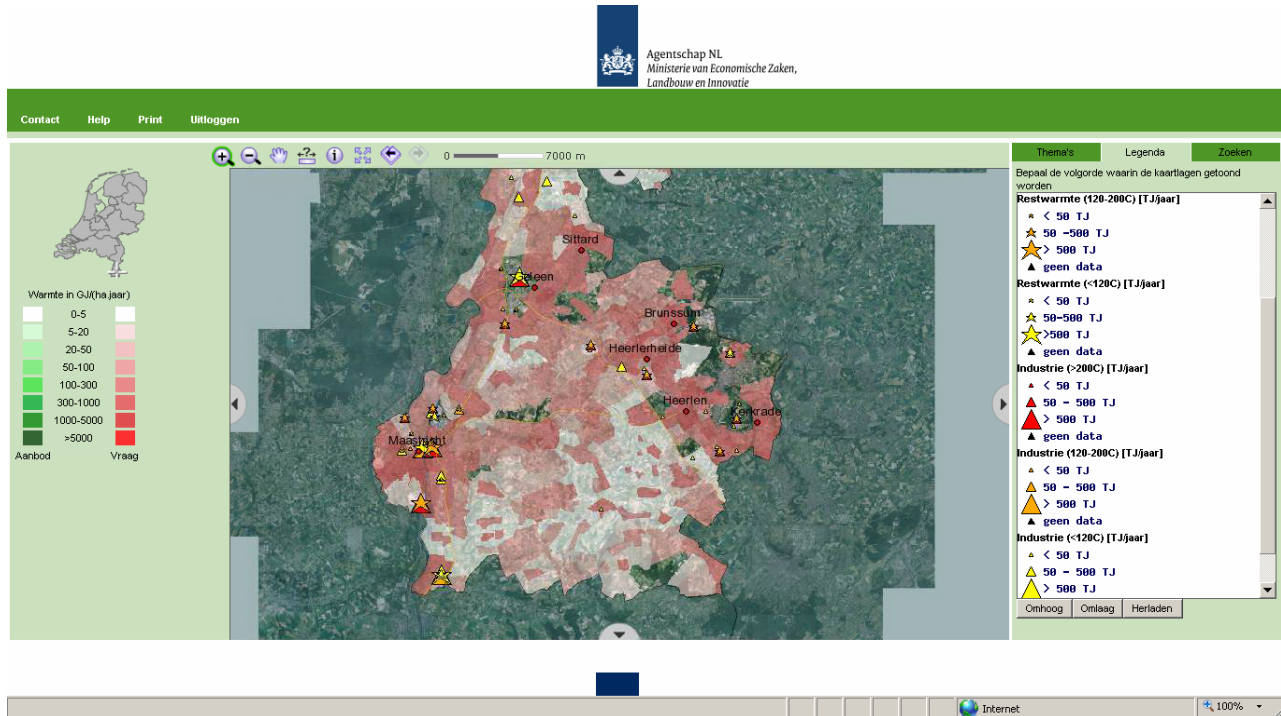 Agentschap NL
Ministerie van Economische Zaken,
Landbouw en Innovatie
Contact Help Print Uitloggen
0 7000 m
Thema's Legenda Zoeken
Bepaal de volgorde waarin de kaartlagen getoond
worden
Restwarmte (120-200C) [TJ/jaar]
< 50 TJ
50 -500 TJ
> 500 TJ
geen data
Restwarmte (<120C) [TJ/jaar]
< 50 TJ
50-500 TJ
>500 TJ
geen data
Industrie (>200C) [TJ/jaar]
< 50 TJ
50 - 500 TJ
> 500 TJ
geen data
Industrie (120-200C) [TJ/jaar]
< 50 TJ
50 - 500 TJ
> 500 TJ
geen data
Industrie (<120C) [TJ/jaar]
< 50 TJ
50 - 500 TJ
> 500 TJ
Omhoog Omlaag Herladen
Warmte in GJ/(ha.jaar)
0-5
5-20
20-50
50-100
100-300
300-1000
1000-5000
>5000
Aanbod Vraag
Sittard
Geleen
Brunssum
Heerlerheide
Heerlen
Kerkrade
Maastricht
Internet 100%